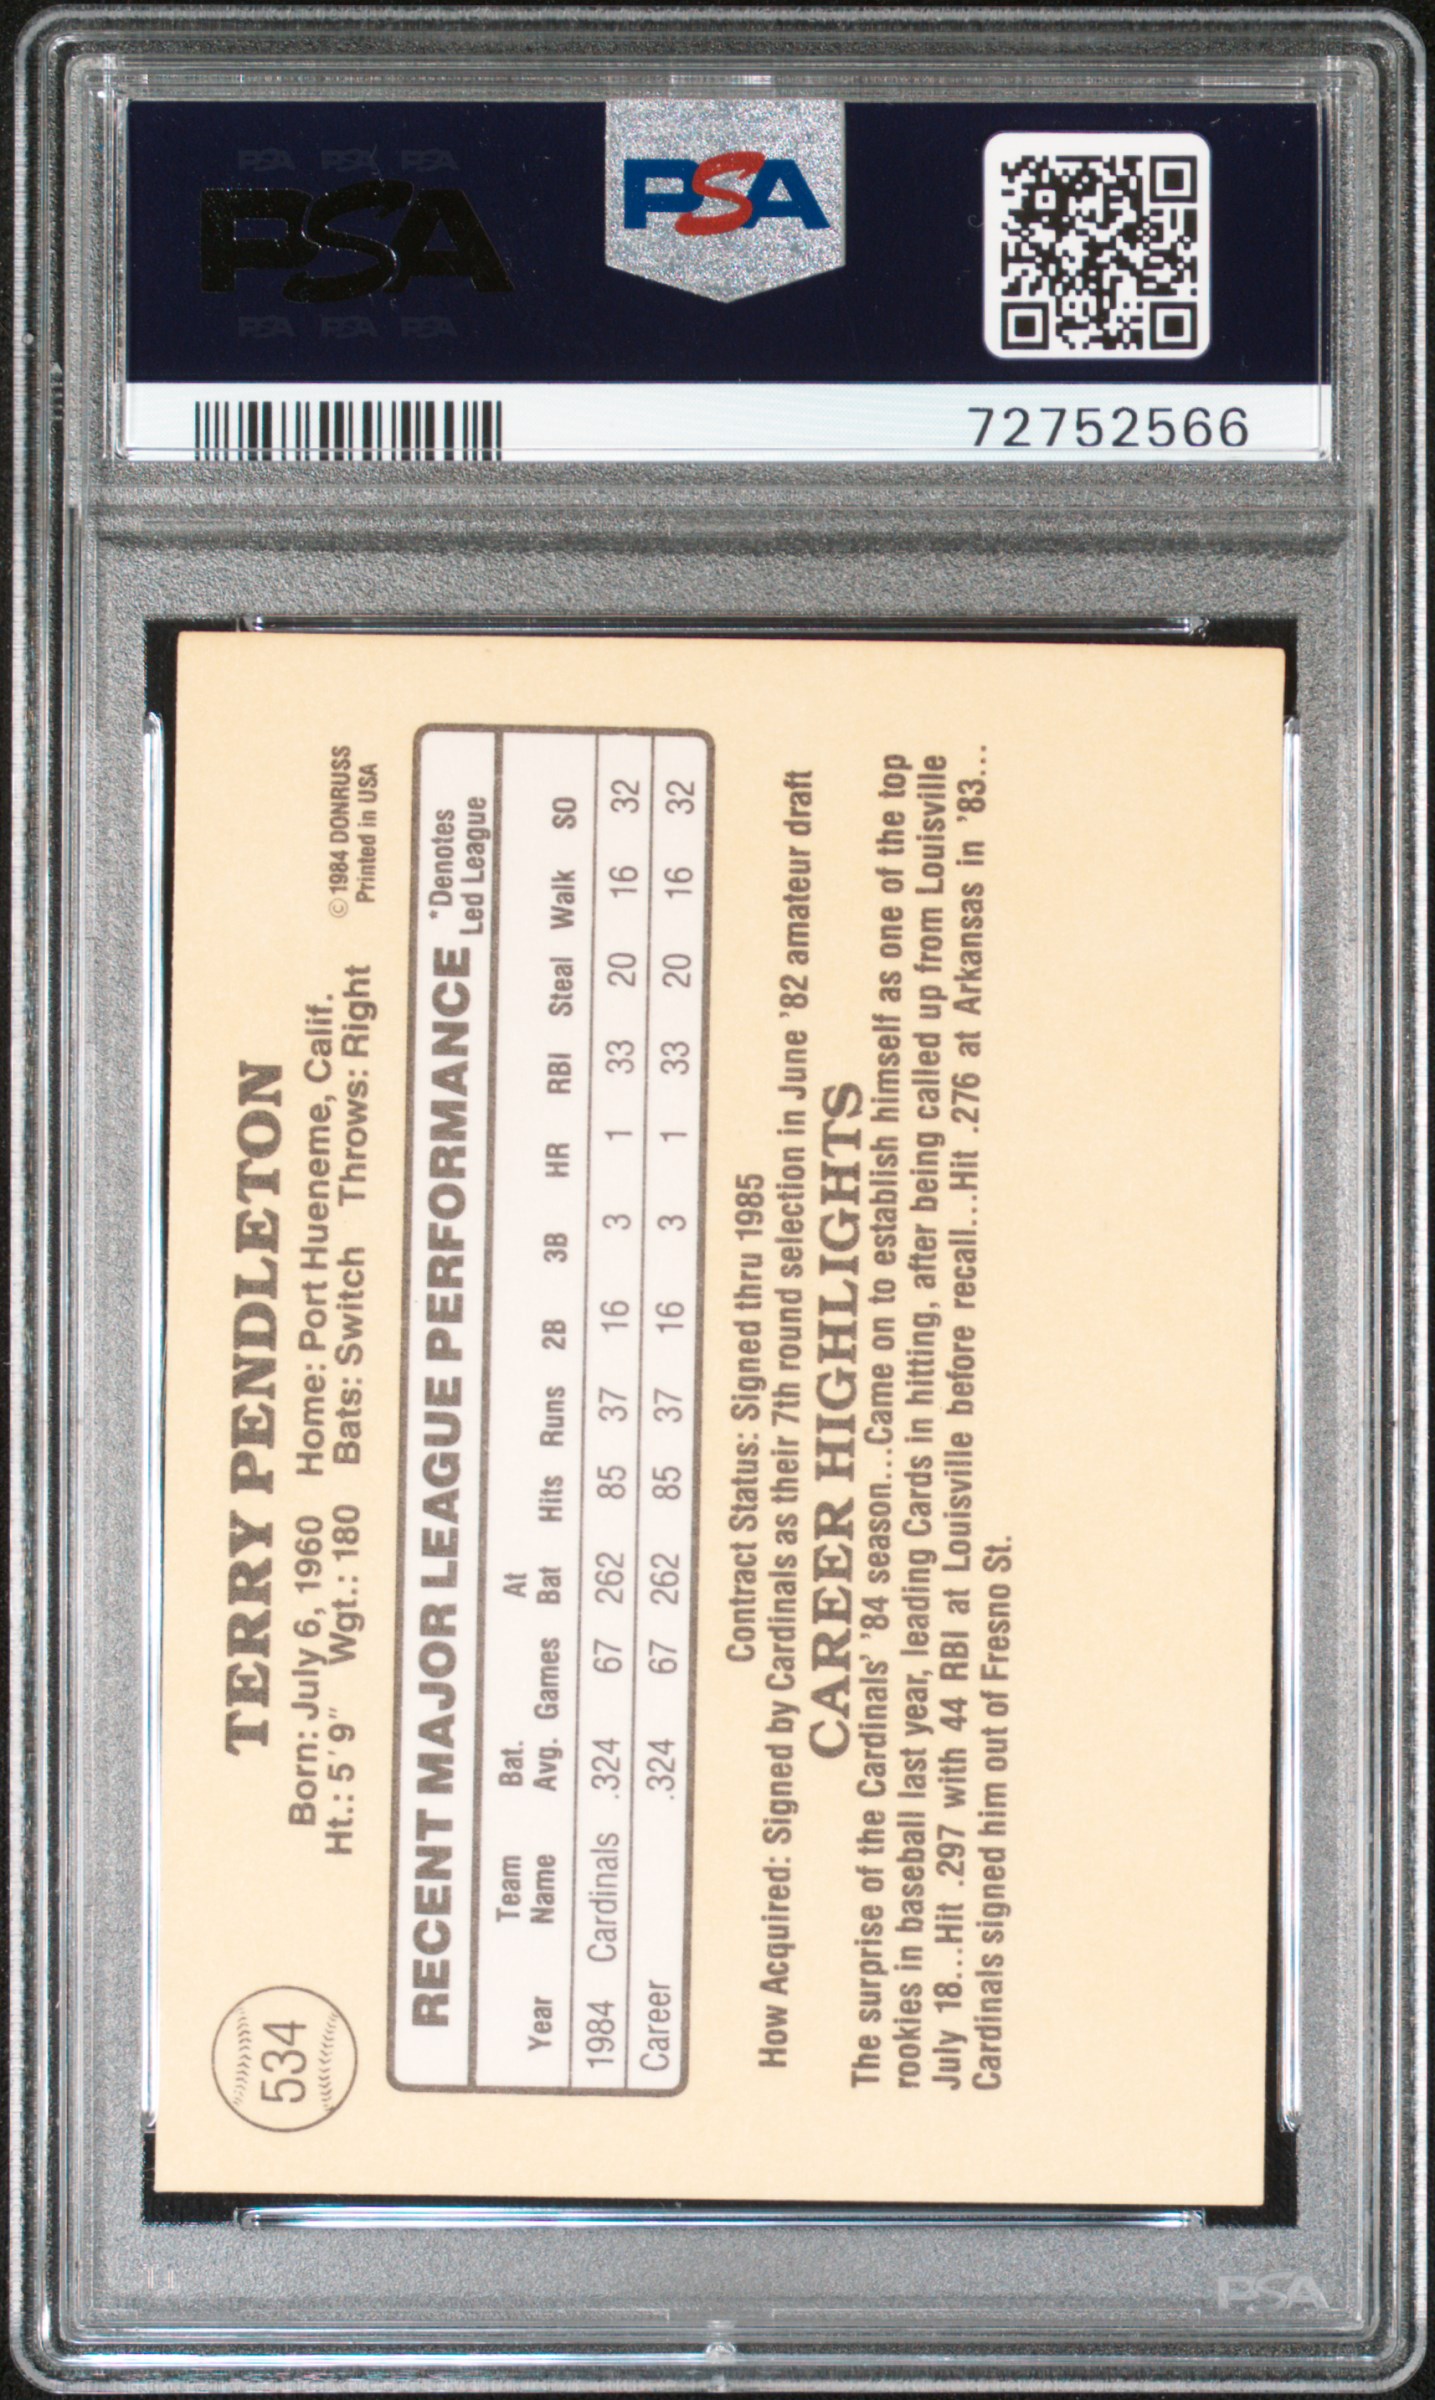 PSA PSA PSA
PSA
PSA PSA PSA
PSA
72752566
534
TERRY PENDLETON
©1984 DONRUSS
Printed in USA
Born: July 6, 1960 Home: Port Hueneme, Calif.
Ht.: 5'9" Wgt.: 180 Bats: Switch Throws: Right
RECENT MAJOR LEAGUE PERFORMANCE *Denotes
Led League
Year Team Name Bat. Avg. Games At Bat Hits Runs 2B 3B HR RBI Steal Walk SO
1984 Cardinals .324 67 262 85 37 16 3 1 33 20 16 32
Career .324 67 262 85 37 16 3 1 33 20 16 32
Contract Status: Signed thru 1985
How Acquired: Signed by Cardinals as their 7th round selection in June '82 amateur draft
CAREER HIGHLIGHTS
The surprise of the Cardinals' '84 season...Came on to establish himself as one of the top
rookies in baseball last year, leading Cards in hitting, after being called up from Louisville
July 18...Hit .297 with 44 RBI at Louisville before recall...Hit .276 at Arkansas in '83...
Cardinals signed him out of Fresno St.
PSA